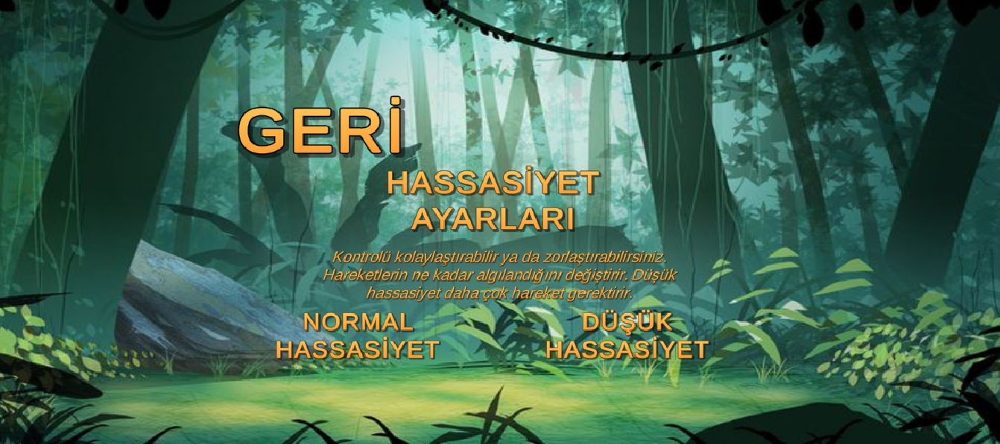 GERİ
HASSASİYET
AYARLARI
Kontrolü kolaylaştırabilir ya da zorlaştırabilirsiniz.
Hareketlerin ne kadar algılandığını değiştirir. Düşük
hassasiyet daha çok hareket gerektirir.
NORMAL
HASSASİYET
DÜŞÜK
HASSASİYET